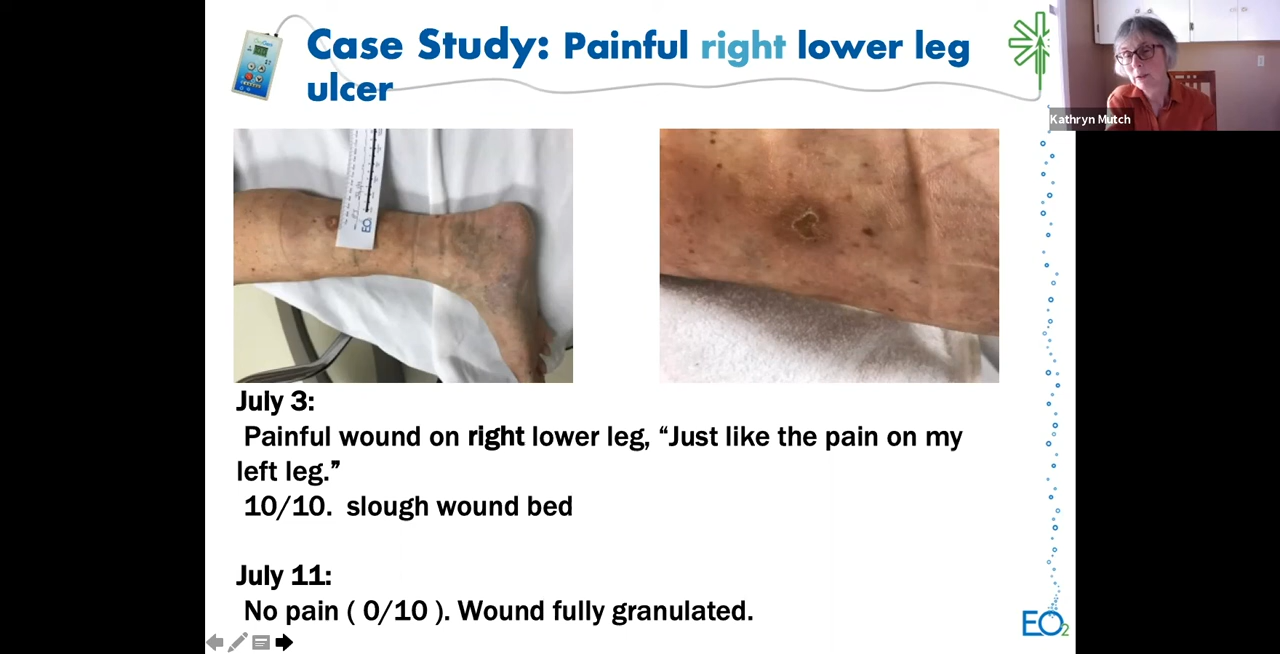 Case Study: Painful right lower leg
ulcer
Kathryn Mutch
EO₂
July 3:
Painful wound on right lower leg, “Just like the pain on my
left leg.”
10/10. slough wound bed
July 11:
No pain ( 0/10 ). Wound fully granulated.
EO₂